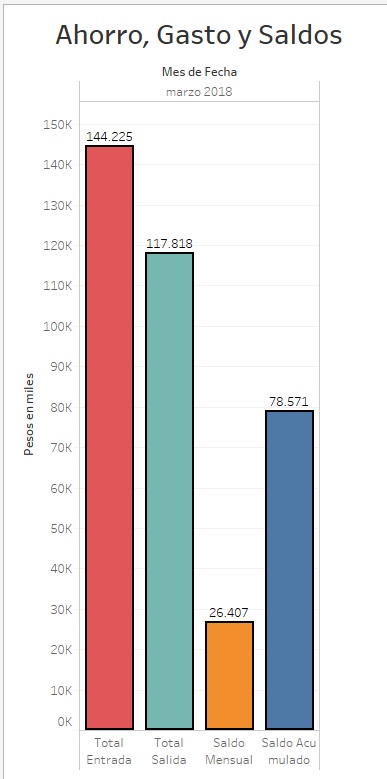 Ahorro, Gasto y Saldos
Mes de Fecha
marzo 2018
150K
144.225
140K
130K
120K
117.818
110K
100K
90K
Pesos en miles
80K
78.571
70K
60K
50K
40K
30K
26.407
20K
10K
0K
Total Total Saldo Saldo Acu
Entrada Salida Mensual mulado